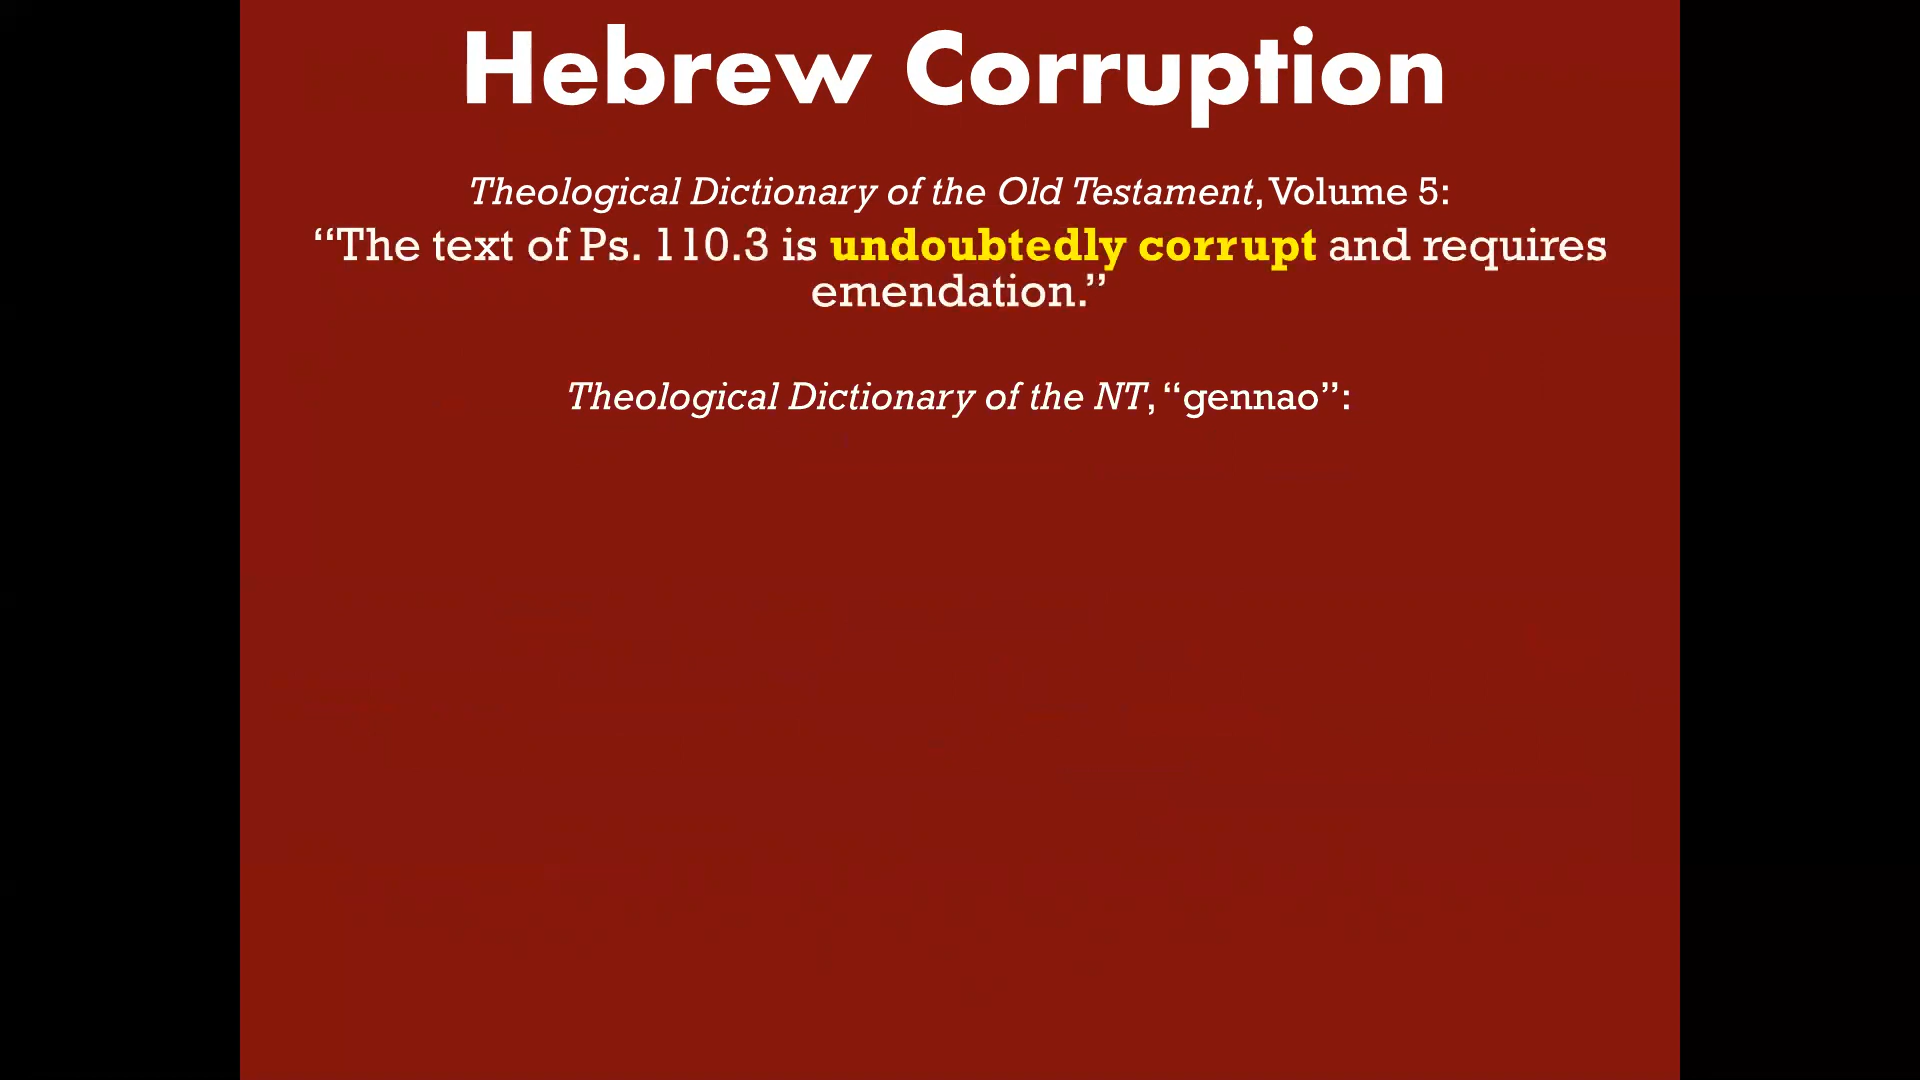 Hebrew Corruption
Theological Dictionary of the Old Testament, Volume 5:
“The text of Ps. 110.3 is undoubtedly corrupt and requires
emendation.”
Theological Dictionary of the NT, “gennao”: